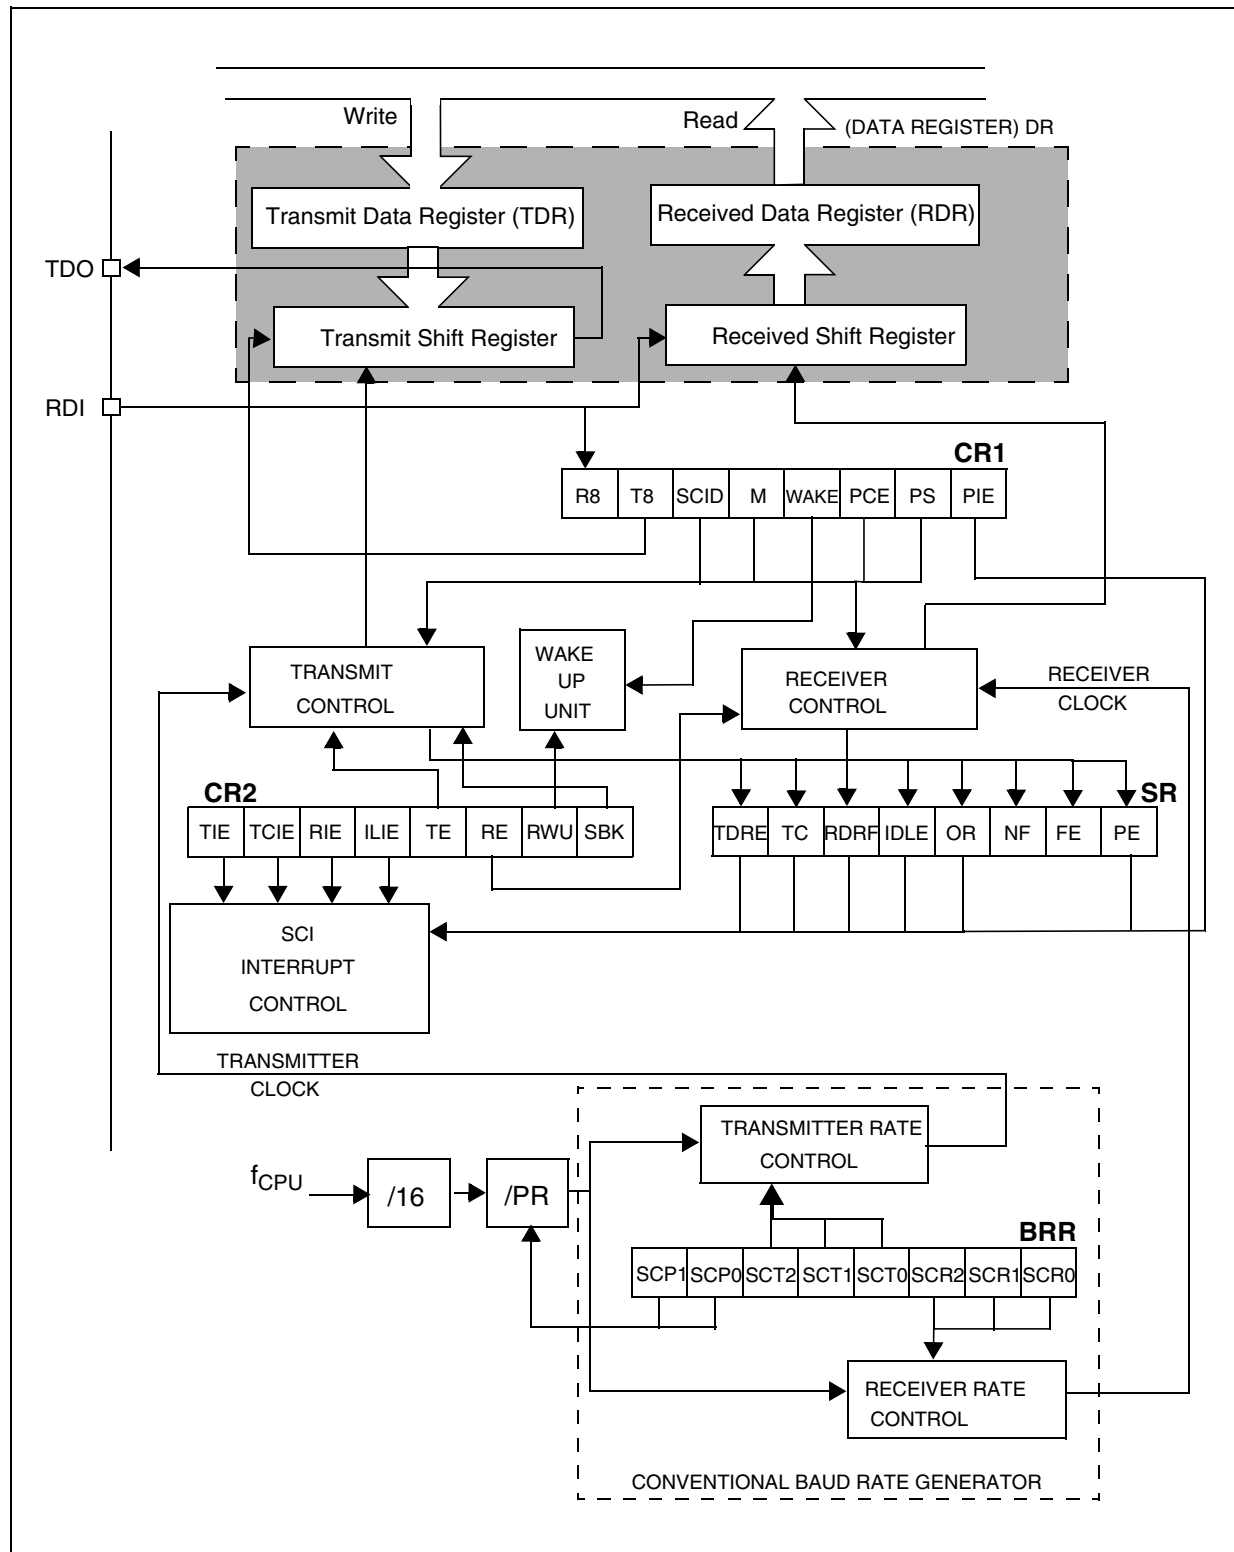 Write
Read
(DATA REGISTER) DR
Transmit Data Register (TDR)
Received Data Register (RDR)
TDO
Transmit Shift Register
Received Shift Register
RDI
CR1
R8 T8 SCID M WAKE PCE PS PIE
TRANSMIT
CONTROL
WAKE
UP
UNIT
RECEIVER
CONTROL
RECEIVER
CLOCK
CR2
TIE TCIE RIE ILIE TE RE RWU SBK
SR
TDRE TC RDRF IDLE OR NF FE PE
SCI
INTERRUPT
CONTROL
TRANSMITTER
CLOCK
TRANSMITTER RATE
CONTROL
fCPU
/16
/PR
BRR
SCP1 SCP0 SCT2 SCT1 SCT0 SCR2 SCR1 SCR0
RECEIVER RATE
CONTROL
CONVENTIONAL BAUD RATE GENERATOR